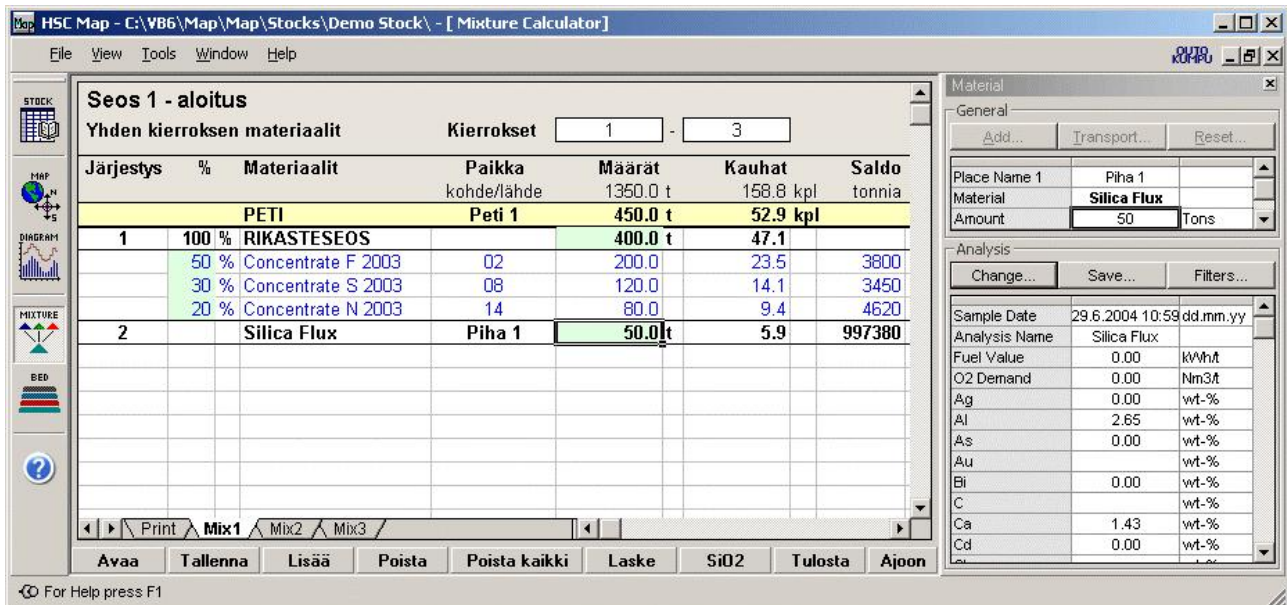 HSC Map - C:\VB6\Map\Map\Stocks\Demo Stock\ - [ Mixture Calculator]
File View Tools Window Help
OUTO
KUMPU
STOCK
MAP
DIAGRAM
MIXTURE
BED
Seos 1 - aloitus
Yhden kierroksen materiaalit Kierrokset 1 - 3
Järjestys % Materiaalit Paikka Määrät Kauhat Saldo
kohde/lähde 1350.0 t 158.8 kpl tonnia
PETI Peti 1 450.0 t 52.9 kpl
1 100 % RIKASTESEOS 400.0 t 47.1
50 % Concentrate F 2003 02 200.0 23.5 3800
30 % Concentrate S 2003 08 120.0 14.1 3450
20 % Concentrate N 2003 14 80.0 9.4 4620
2 Silica Flux Piha 1 50.0 t 5.9 997380
Print Mix1 Mix2 Mix3
Avaa Tallenna Lisää Poista Poista kaikki Laske SiO2 Tulosta Ajoon
Material
General
Add... Transport... Reset...
Place Name 1 Piha 1
Material Silica Flux
Amount 50 Tons
Analysis
Change... Save... Filters...
Sample Date 29.6.2004 10:59 dd.mm.yy
Analysis Name Silica Flux
Fuel Value 0.00 kWh/t
O2 Demand 0.00 Nm3/t
Ag 0.00 wt-%
Al 2.65 wt-%
As 0.00 wt-%
Au wt-%
Bi 0.00 wt-%
C wt-%
Ca 1.43 wt-%
Cd 0.00 wt-%
For Help press F1